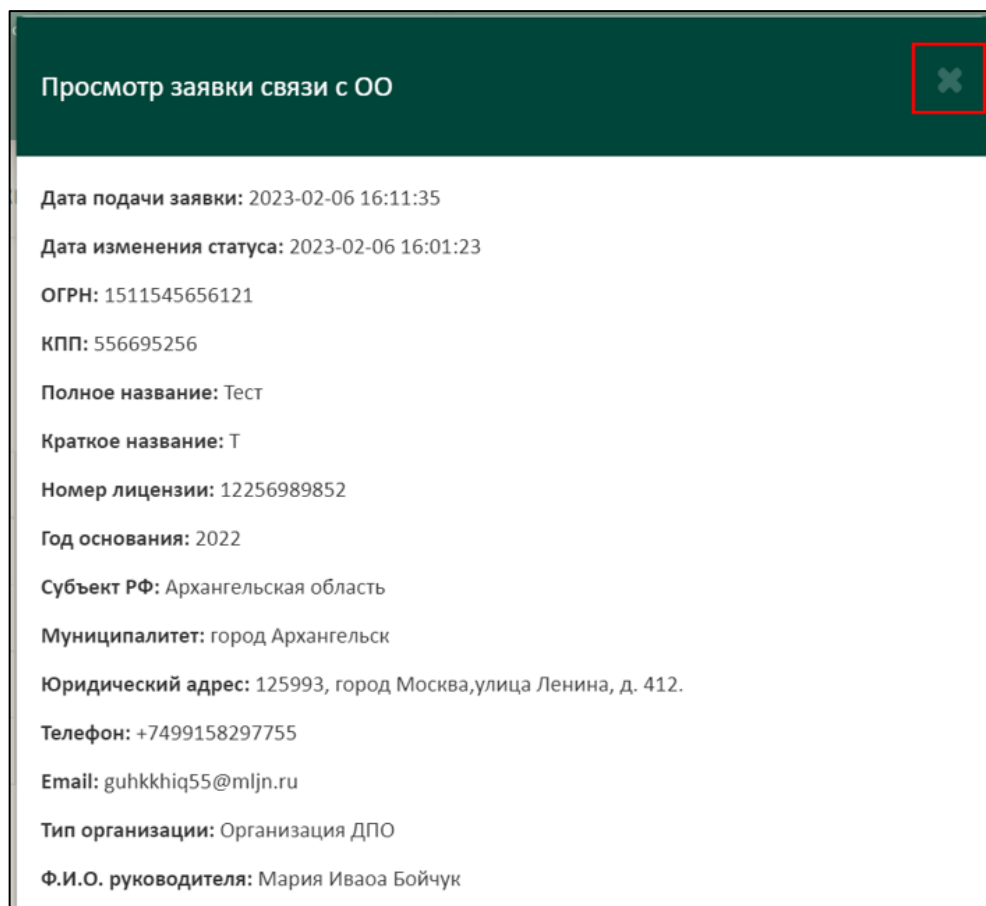 Просмотр заявки связи с ОО
Дата подачи заявки: 2023-02-06 16:11:35
Дата изменения статуса: 2023-02-06 16:01:23
ОГРН: 1511545656121
КПП: 556695256
Полное название: Тест
Краткое название: Т
Номер лицензии: 12256989852
Год основания: 2022
Субъект РФ: Архангельская область
Муниципалитет: город Архангельск
Юридический адрес: 125993, город Москва,улица Ленина, д. 412.
Телефон: +7499158297755
Email: guhkkhiq55@mljn.ru
Тип организации: Организация ДПО
Ф.И.О. руководителя: Мария Иваоа Бойчук